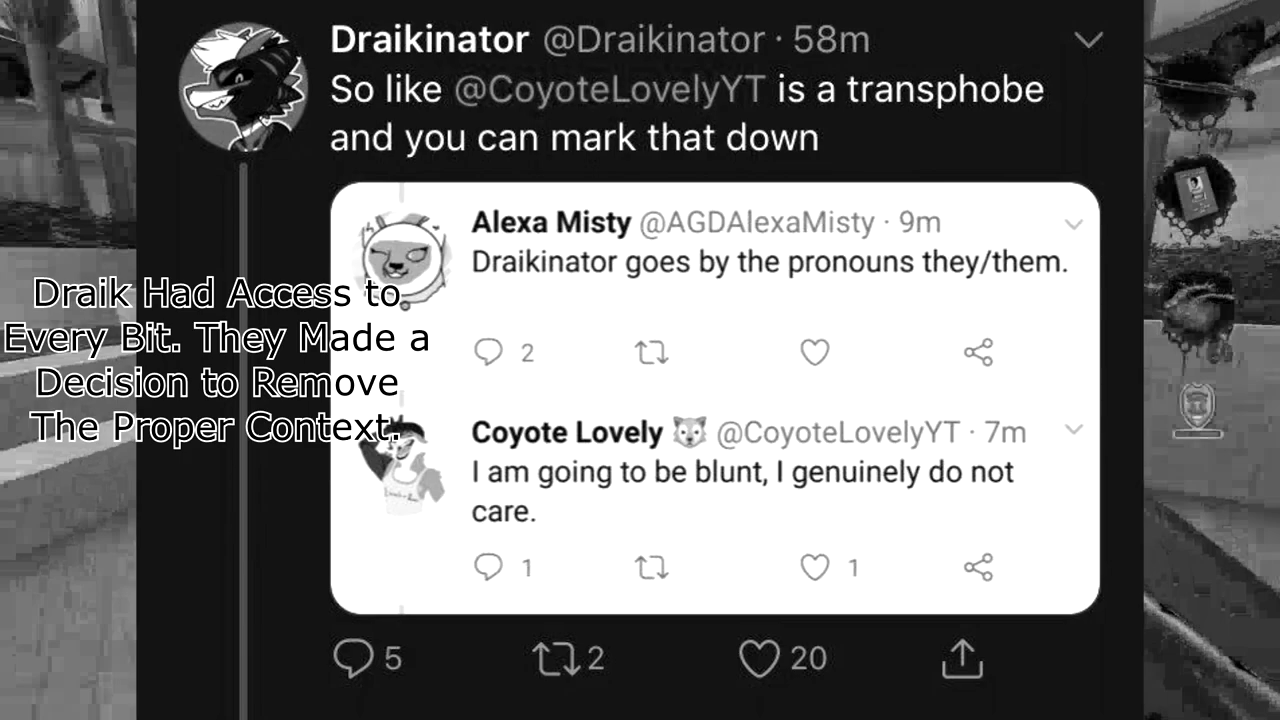 Draikinator @Draikinator · 58m
So like @CoyoteLovelyYT is a transphobe
and you can mark that down
Alexa Misty @AGDAlexaMisty · 9m
Draikinator goes by the pronouns they/them.
2
Draik Had Access to
Every Bit. They Made a
Decision to Remove
The Proper Context.
Coyote Lovely 🐺 @CoyoteLovelyYT · 7m
I am going to be blunt, I genuinely do not
care.
1 1
5 2 20